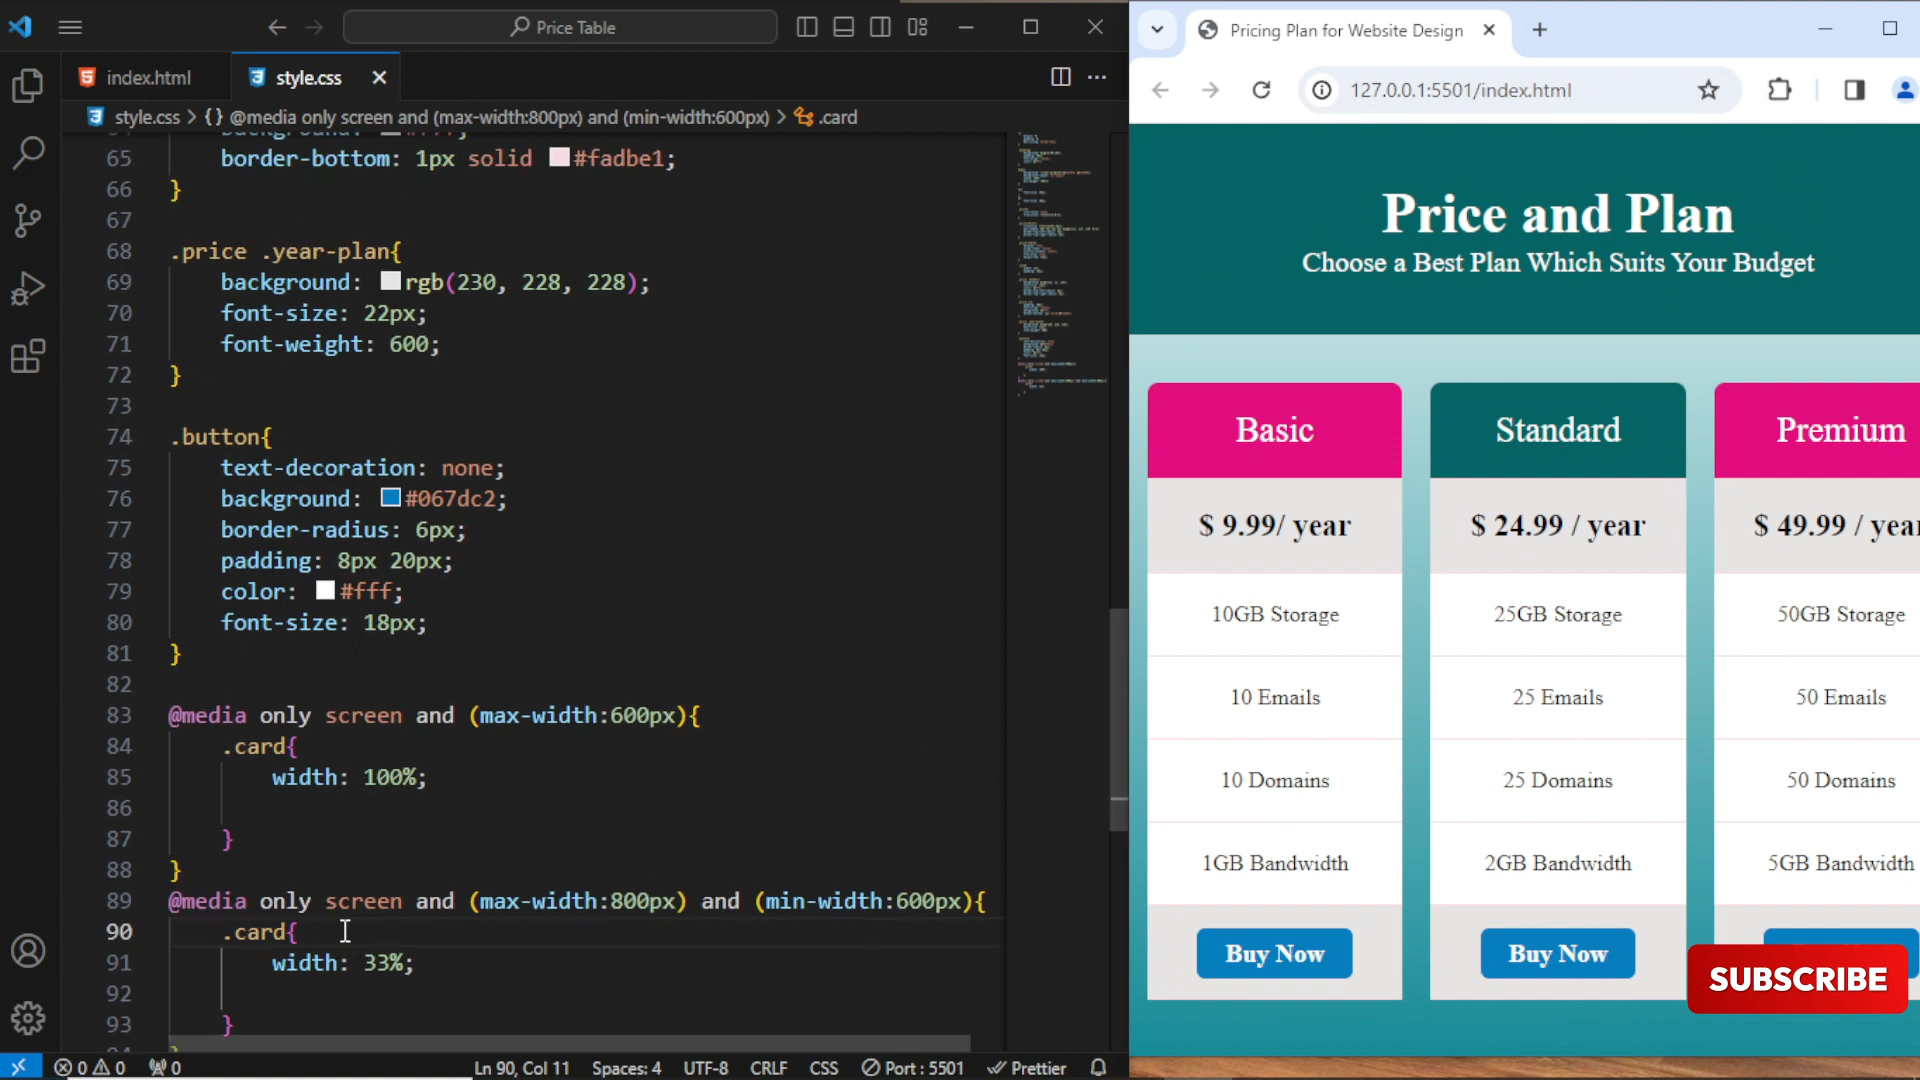 Price Table
index.html
style.css
style.css > {} @media only screen and (max-width:800px) and (min-width:600px) > .card
65 border-bottom: 1px solid #fadbe1;
66 }
67
68 .price .year-plan{
69 background: rgb(230, 228, 228);
70 font-size: 22px;
71 font-weight: 600;
72 }
73
74 .button{
75 text-decoration: none;
76 background: #067dc2;
77 border-radius: 6px;
78 padding: 8px 20px;
79 color: #fff;
80 font-size: 18px;
81 }
82
83 @media only screen and (max-width:600px){
84 .card{
85 width: 100%;
86
87 }
88 }
89 @media only screen and (max-width:800px) and (min-width:600px){
90 .card{
91 width: 33%;
92
93 }
0 0 0
Ln 90, Col 11 Spaces: 4 UTF-8 CRLF CSS Port : 5501 Prettier
Pricing Plan for Website Design
127.0.0.1:5501/index.html
Price and Plan
Choose a Best Plan Which Suits Your Budget
Basic
$ 9.99/ year
10GB Storage
10 Emails
10 Domains
1GB Bandwidth
Buy Now
Standard
$ 24.99 / year
25GB Storage
25 Emails
25 Domains
2GB Bandwidth
Buy Now
Premium
$ 49.99 / year
50GB Storage
50 Emails
50 Domains
5GB Bandwidth
SUBSCRIBE